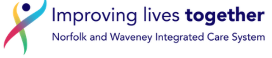 Improving lives together
Norfolk and Waveney Integrated Care System